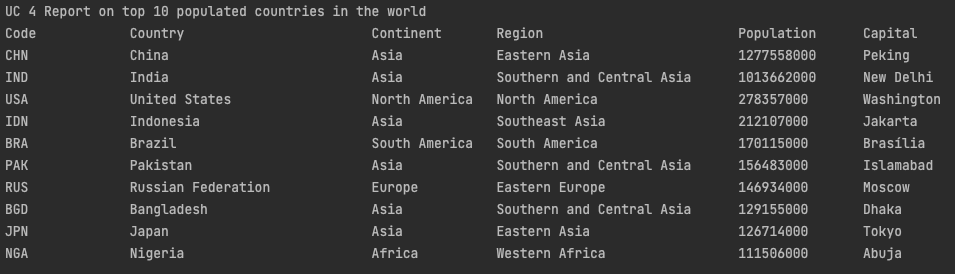 UC 4 Report on top 10 populated countries in the world
Code Country Continent Region Population Capital
CHN China Asia Eastern Asia 1277558000 Peking
IND India Asia Southern and Central Asia 1013662000 New Delhi
USA United States North America North America 278357000 Washington
IDN Indonesia Asia Southeast Asia 212107000 Jakarta
BRA Brazil South America South America 170115000 Brasília
PAK Pakistan Asia Southern and Central Asia 156483000 Islamabad
RUS Russian Federation Europe Eastern Europe 146934000 Moscow
BGD Bangladesh Asia Southern and Central Asia 129155000 Dhaka
JPN Japan Asia Eastern Asia 126714000 Tokyo
NGA Nigeria Africa Western Africa 111506000 Abuja